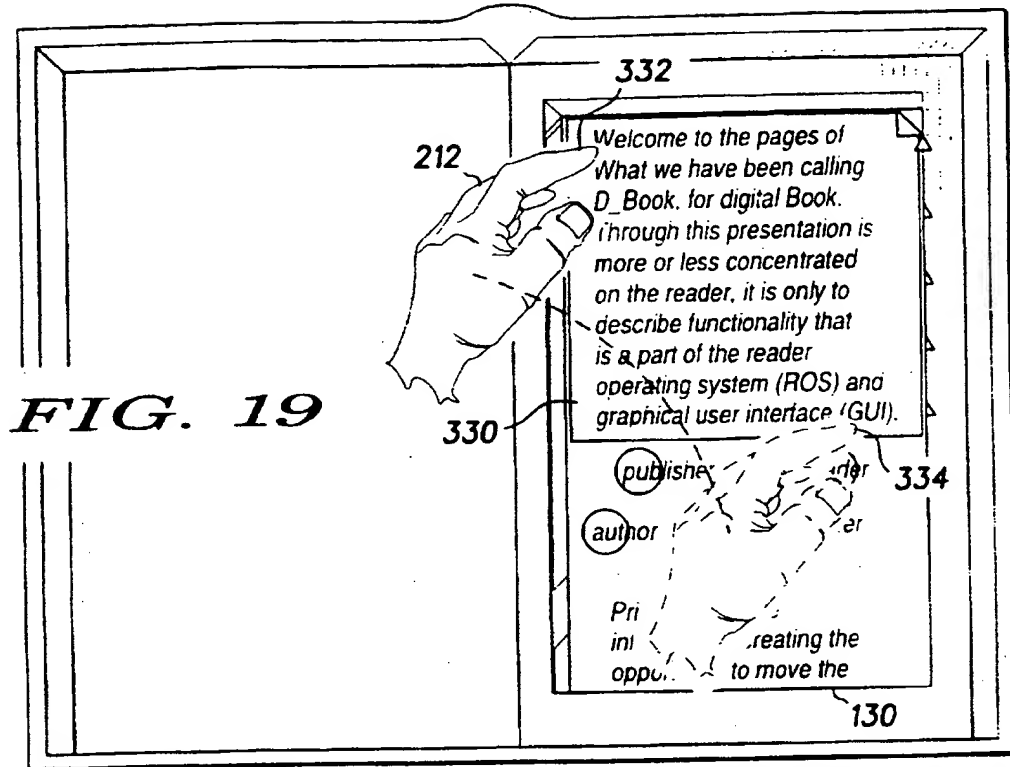 332
212
Welcome to the pages of
What we have been calling
D_Book, for digital Book.
Through this presentation is
more or less concentrated
on the reader, it is only to
describe functionality that
is a part of the reader
operating system (ROS) and
graphical user interface (GUI).
FIG. 19
330
334
publisher
author
to move the
130